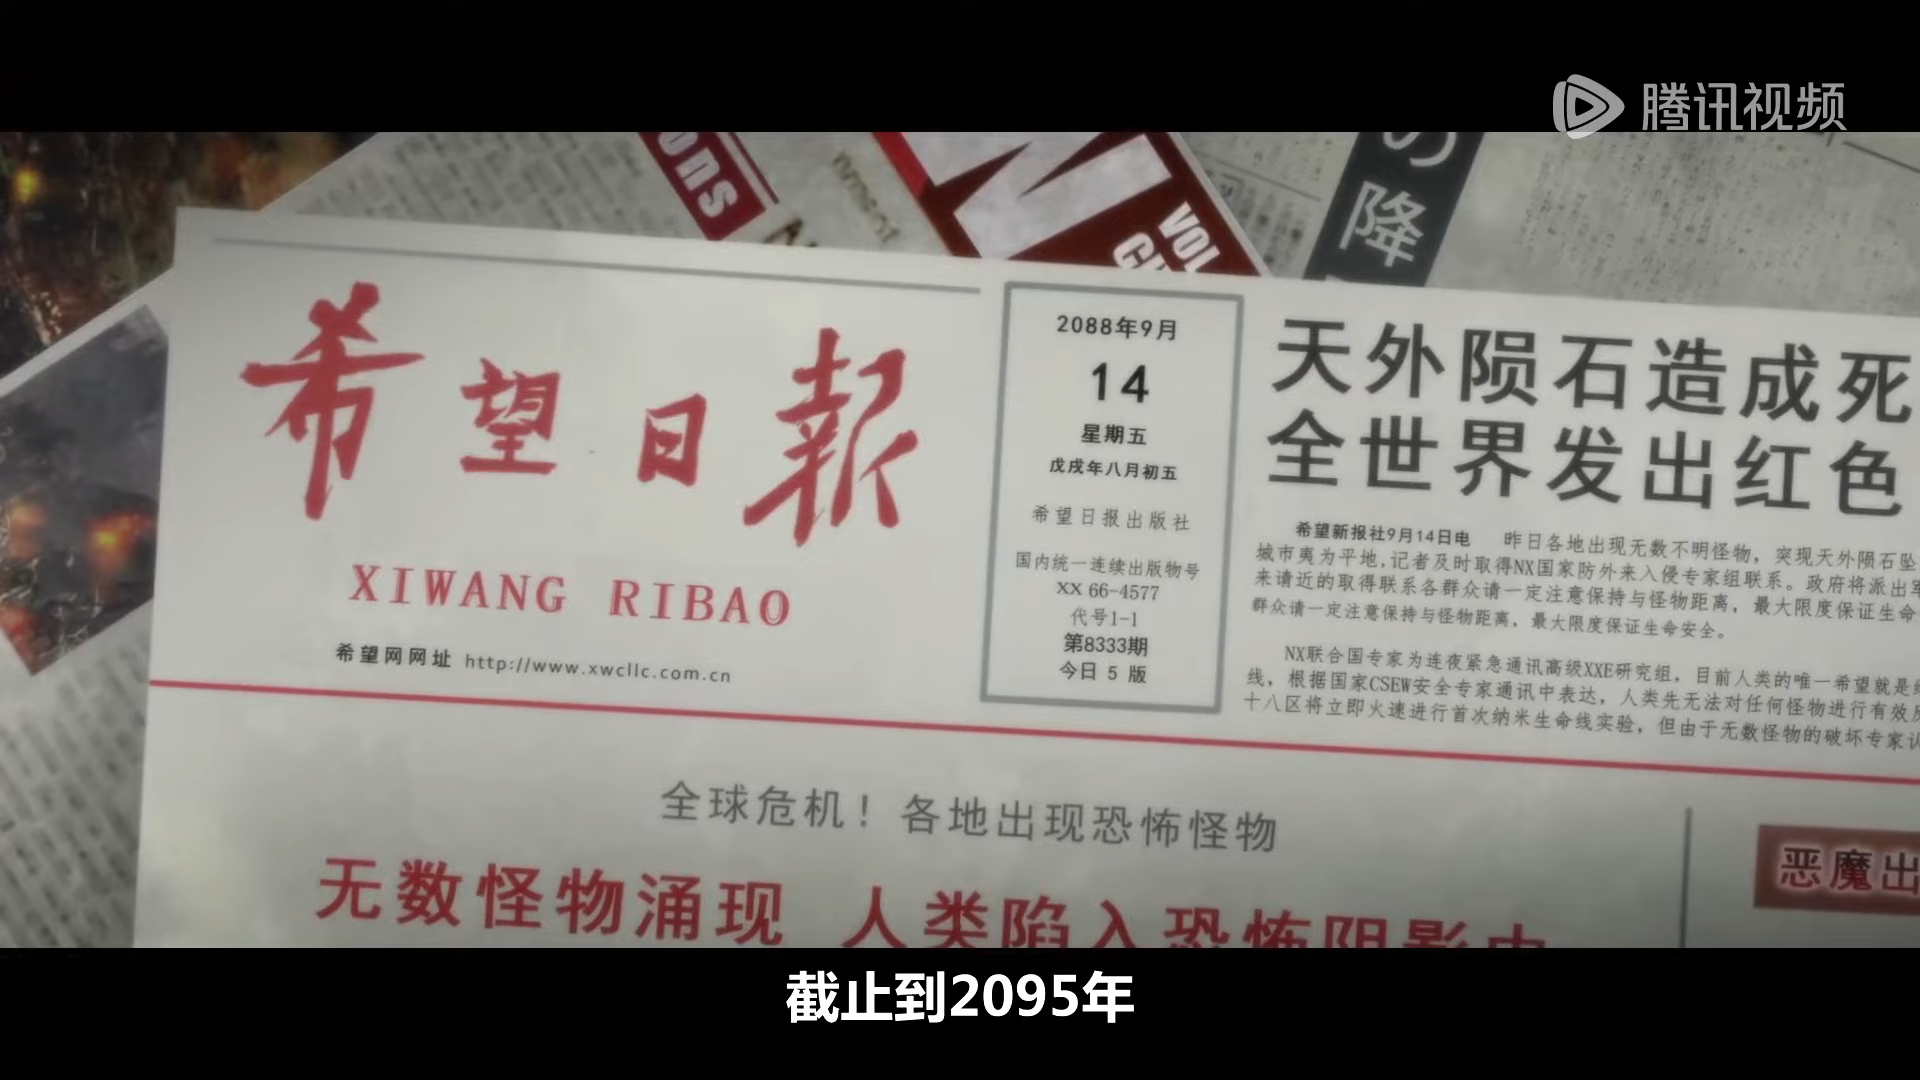 腾讯视频
ons
N
VOL
の降
希望日報
XIWANG RIBAO
希望网网址 http://www.xwcllc.com.cn
2088年9月
14
星期五
戊戌年八月初五
希望日报出版社
国内统一连续出版物号
XX 66-4577
代号1-1
第8333期
今日 5 版
天外陨石造成死
全世界发出红色
希望新报社9月14日电 昨日各地出现无数不明怪物，突现天外陨石坠
城市夷为平地,记者及时取得NX国家防外来入侵专家组联系。政府将派出军
来请近的取得联系各群众请一定注意保持与怪物距离，最大限度保证生命
群众请一定注意保持与怪物距离，最大限度保证生命安全。
NX联合国专家为连夜紧急通讯高级XXE研究组，目前人类的唯一希望就是
线，根据国家CSEW安全专家通讯中表达，人类先无法对任何怪物进行有效
十八区将立即火速进行首次纳米生命线实验，但由于无数怪物的破坏专家认
全球危机！各地出现恐怖怪物
无数怪物涌现 人类陷入恐怖阴影中
恶魔出
截止到2095年